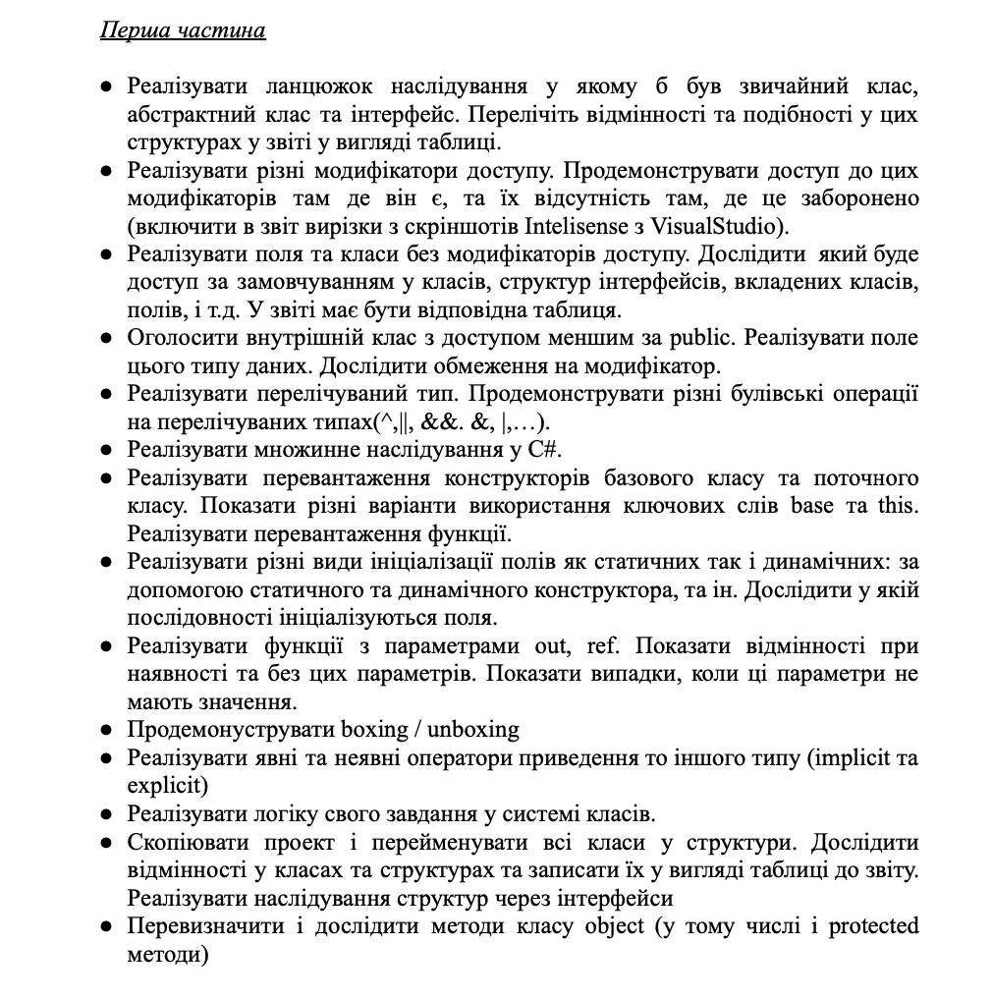 Перша частина
● Реалізувати ланцюжок наслідування у якому б був звичайний клас,
абстрактний клас та інтерфейс. Перелічіть відмінності та подібності у цих
структурах у звіті у вигляді таблиці.
● Реалізувати різні модифікатори доступу. Продемонструвати доступ до цих
модифікаторів там де він є, та їх відсутність там, де це заборонено
(включити в звіт вирізки з скріншотів Intelisense з VisualStudio).
● Реалізувати поля та класи без модифікаторів доступу. Дослідити який буде
доступ за замовчуванням у класів, структур інтерфейсів, вкладених класів,
полів, і т.д. У звіті має бути відповідна таблиця.
● Оголосити внутрішній клас з доступом меншим за public. Реалізувати поле
цього типу даних. Дослідити обмеження на модифікатор.
● Реалізувати перелічуваний тип. Продемонструвати різні булівські операції
на перелічуваних типах(^,||, &&. &, |,…).
● Реалізувати множинне наслідування у C#.
● Реалізувати перевантаження конструкторів базового класу та поточного
класу. Показати різні варіанти використання ключових слів base та this.
Реалізувати перевантаження функції.
● Реалізувати різні види ініціалізації полів як статичних так і динамічних: за
допомогою статичного та динамічного конструктора, та ін. Дослідити у якій
послідовності ініціалізуються поля.
● Реалізувати функції з параметрами out, ref. Показати відмінності при
наявності та без цих параметрів. Показати випадки, коли ці параметри не
мають значення.
● Продемонуструвати boxing / unboxing
● Реалізувати явні та неявні оператори приведення то іншого типу (implicit та
explicit)
● Реалізувати логіку свого завдання у системі класів.
● Скопіювати проект і перейменувати всі класи у структури. Дослідити
відмінності у класах та структурах та записати їх у вигляді таблиці до звіту.
Реалізувати наслідування структур через інтерфейси
● Перевизначити і дослідити методи класу object (у тому числі і protected
методи)